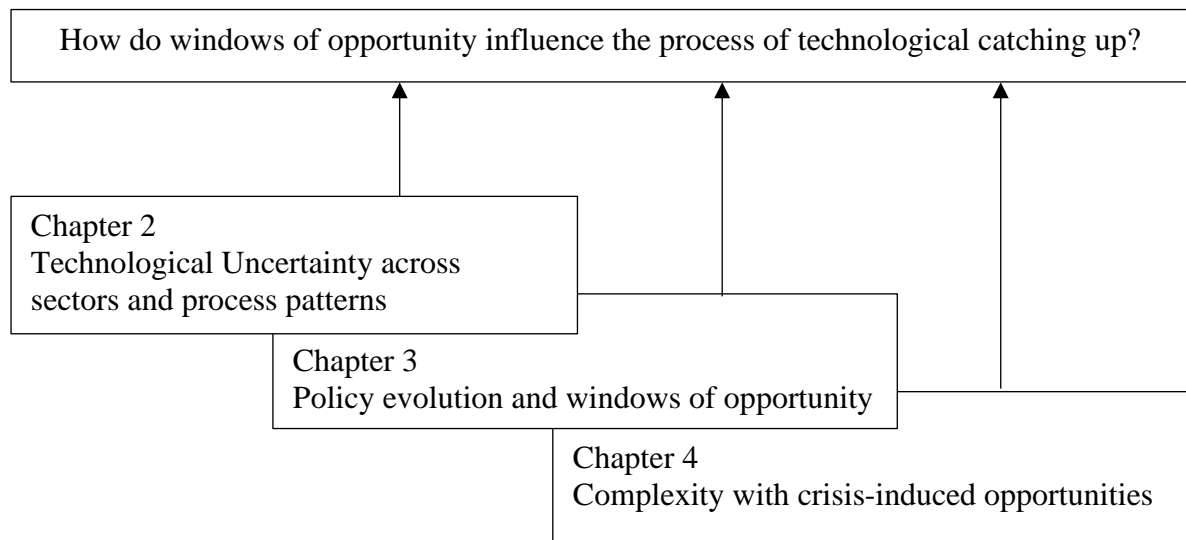 How do windows of opportunity influence the process of technological catching up?
Chapter 2
Technological Uncertainty across
sectors and process patterns
Chapter 3
Policy evolution and windows of opportunity
Chapter 4
Complexity with crisis-induced opportunities